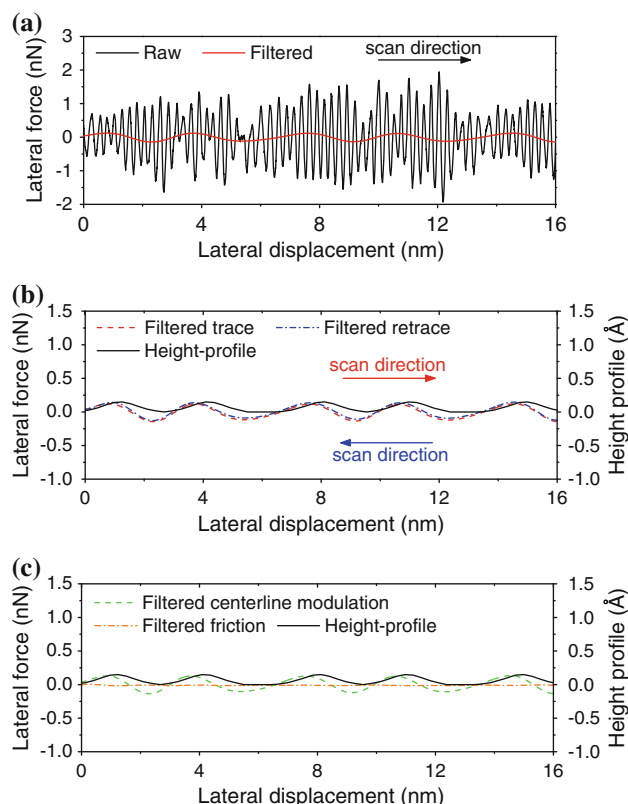 (a)
Raw Filtered scan direction
Lateral force (nN)
3
2
1
0
-1
-2
0 4 8 12 16
Lateral displacement (nm)
(b)
Filtered trace Filtered retrace
Height-profile
scan direction
scan direction
Lateral force (nN)
1.5
1.0
0.5
0.0
-0.5
-1.0
Height profile (Å)
1.5
1.0
0.5
0.0
-0.5
-1.0
0 4 8 12 16
Lateral displacement (nm)
(c)
Filtered centerline modulation
Filtered friction Height-profile
Lateral force (nN)
1.5
1.0
0.5
0.0
-0.5
-1.0
Height profile (Å)
1.5
1.0
0.5
0.0
-0.5
-1.0
0 4 8 12 16
Lateral displacement (nm)